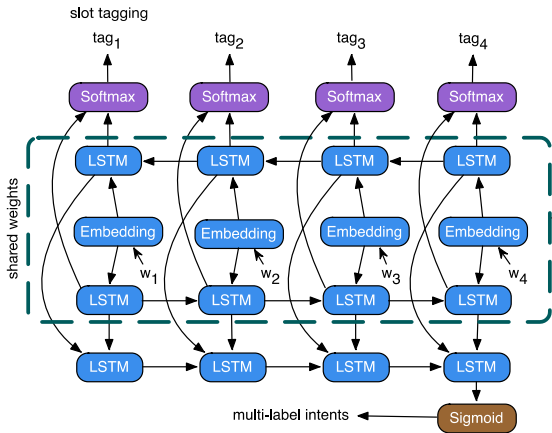 slot tagging
tag1 tag2 tag3 tag4
Softmax Softmax Softmax Softmax
shared weights
LSTM LSTM LSTM LSTM
Embedding Embedding Embedding Embedding
w1 w2 w3 w4
LSTM LSTM LSTM LSTM
LSTM LSTM LSTM LSTM
multi-label intents Sigmoid